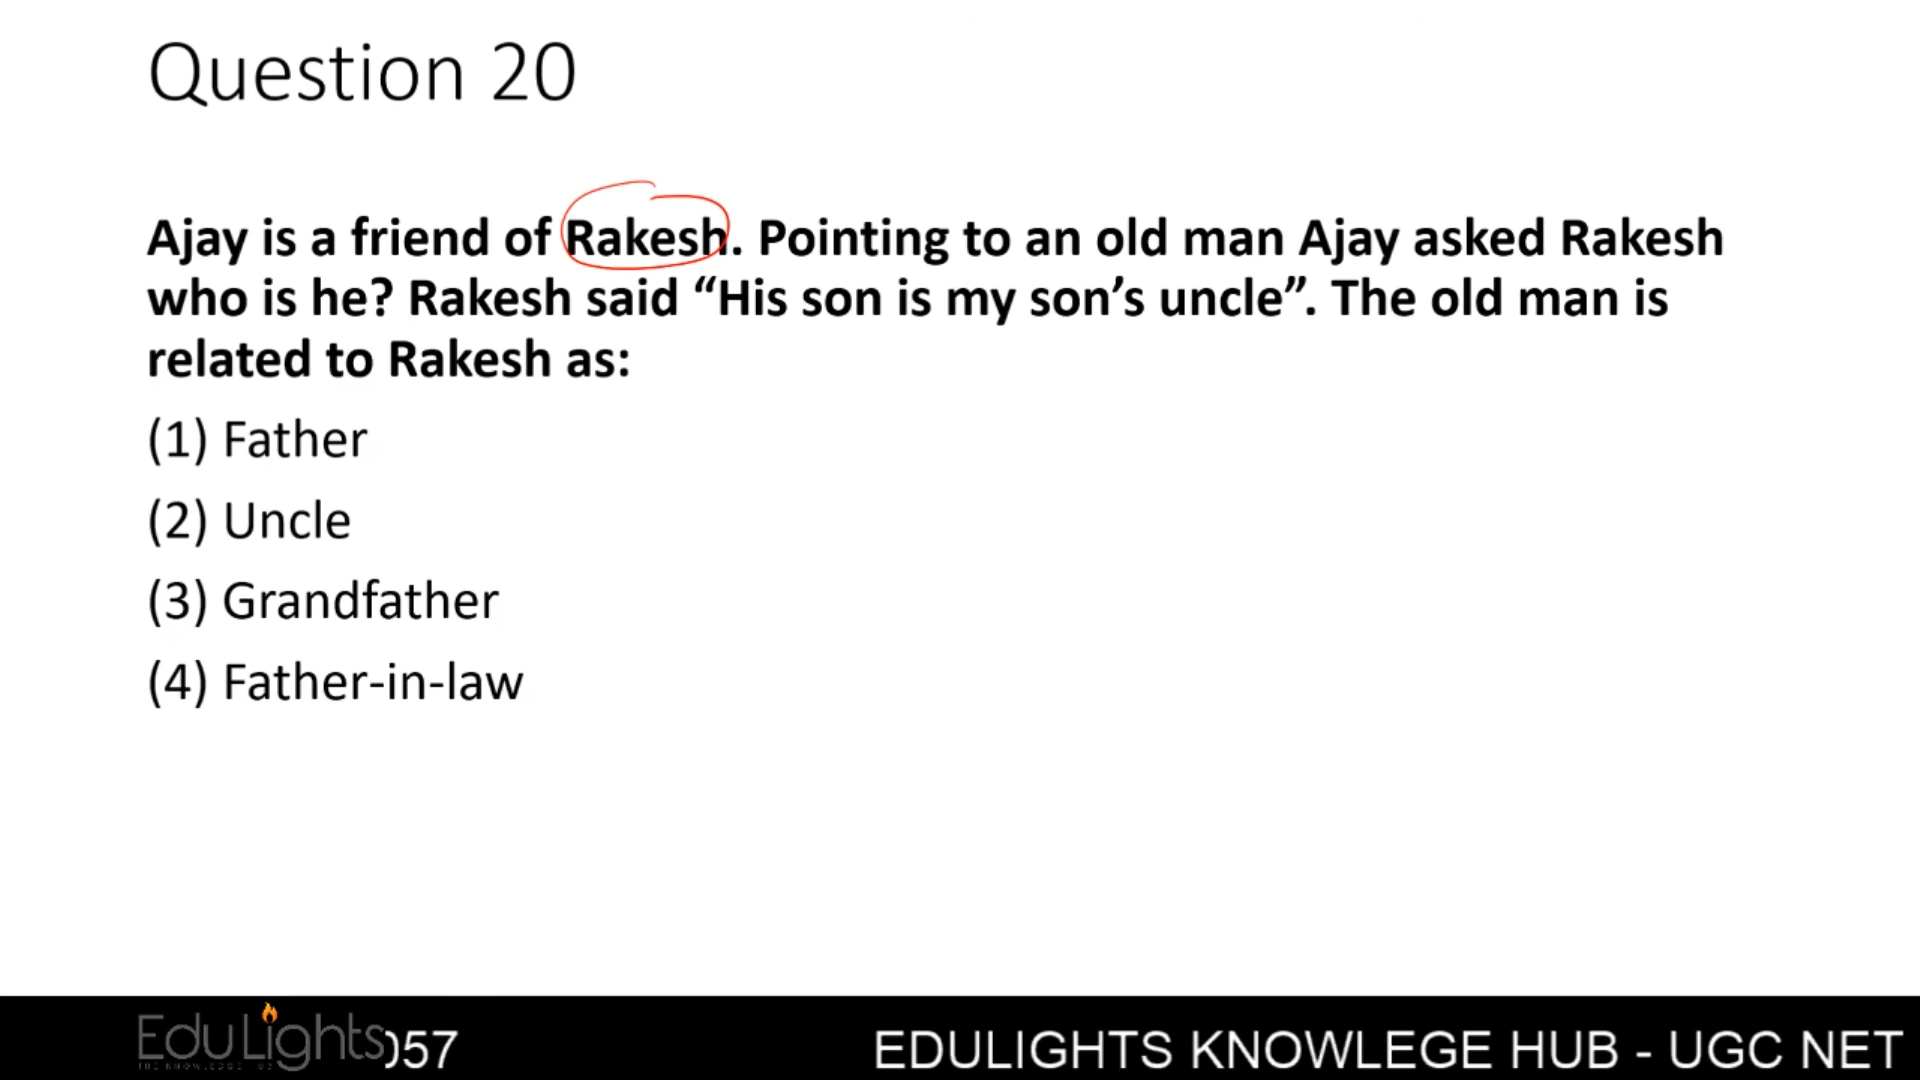 Question 20
Ajay is a friend of Rakesh. Pointing to an old man Ajay asked Rakesh
who is he? Rakesh said “His son is my son’s uncle”. The old man is
related to Rakesh as:
(1) Father
(2) Uncle
(3) Grandfather
(4) Father-in-law
EduLights 057 EDULIGHTS KNOWLEGE HUB - UGC NET